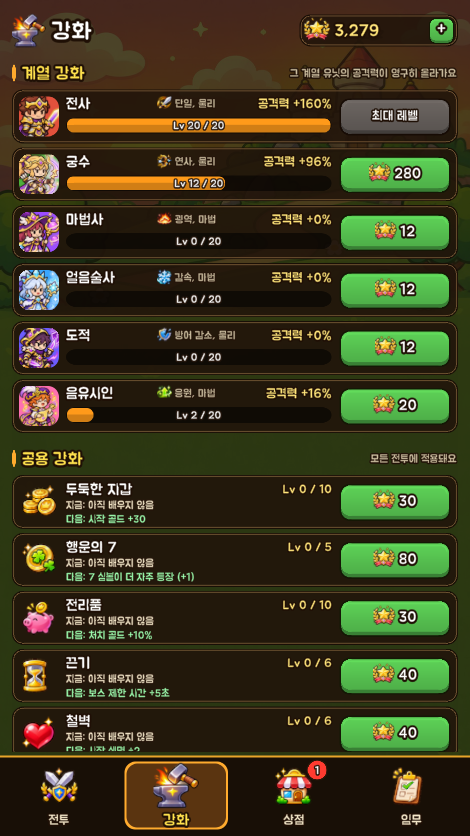 강화
3,279
계열 강화
그 계열 유닛의 공격력이 영구히 올라가요
전사
단일, 물리
공격력 +160%
Lv 20 / 20
최대 레벨
궁수
연사, 물리
공격력 +96%
Lv 12 / 20
280
마법사
광역, 마법
공격력 +0%
Lv 0 / 20
12
얼음술사
감속, 마법
공격력 +0%
Lv 0 / 20
12
도적
방어 감소, 물리
공격력 +0%
Lv 0 / 20
12
음유시인
응원, 마법
공격력 +16%
Lv 2 / 20
20
공용 강화
모든 전투에 적용돼요
두둑한 지갑
Lv 0 / 10
지금: 아직 배우지 않음
다음: 시작 골드 +30
30
행운의 7
Lv 0 / 5
지금: 아직 배우지 않음
다음: 7 심볼이 더 자주 등장 (+1)
80
전리품
Lv 0 / 10
지금: 아직 배우지 않음
다음: 처치 골드 +10%
30
끈기
Lv 0 / 6
지금: 아직 배우지 않음
다음: 보스 제한 시간 +5초
40
철벽
Lv 0 / 6
지금: 아직 배우지 않음
다음: 시작 생명 +2
40
전투
강화
1
상점
임무